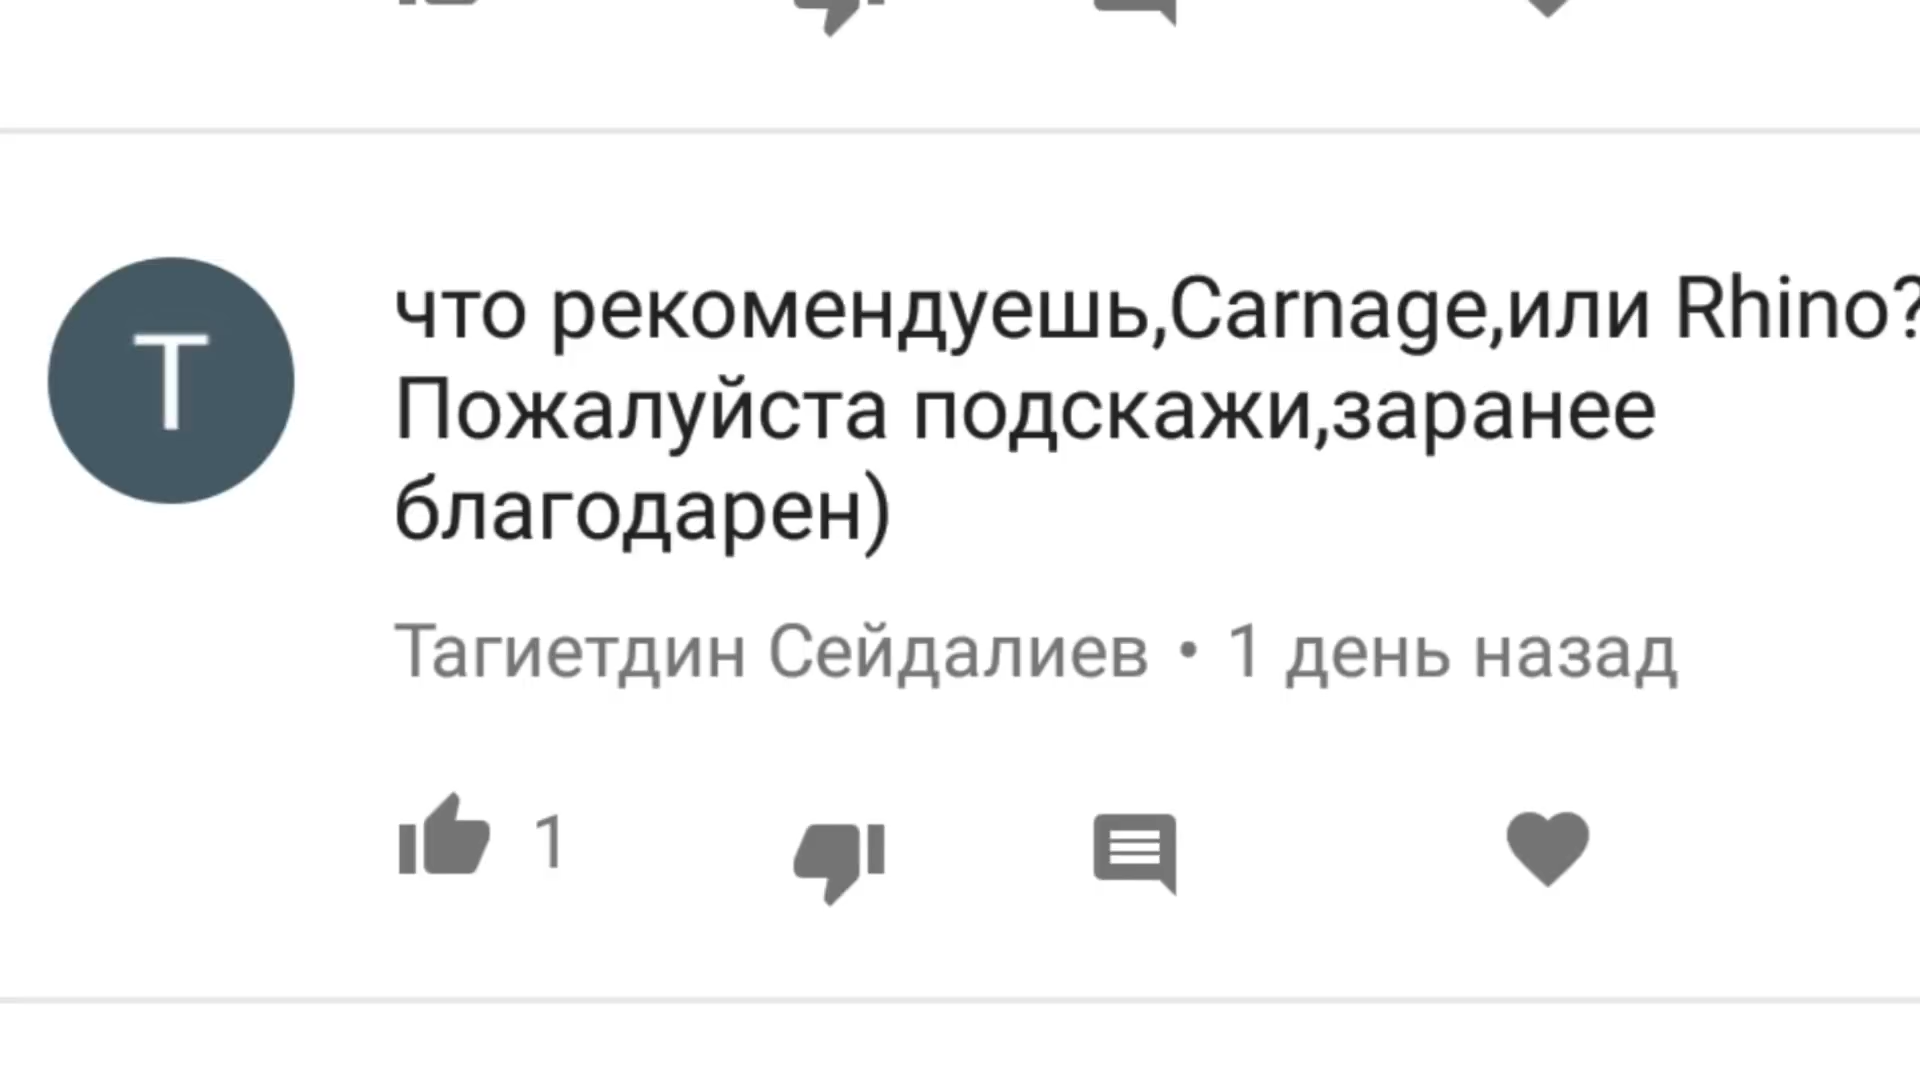 Т
что рекомендуешь,Carnage,или Rhino?
Пожалуйста подскажи,заранее
благодарен)
Тагиетдин Сейдалиев • 1 день назад
1